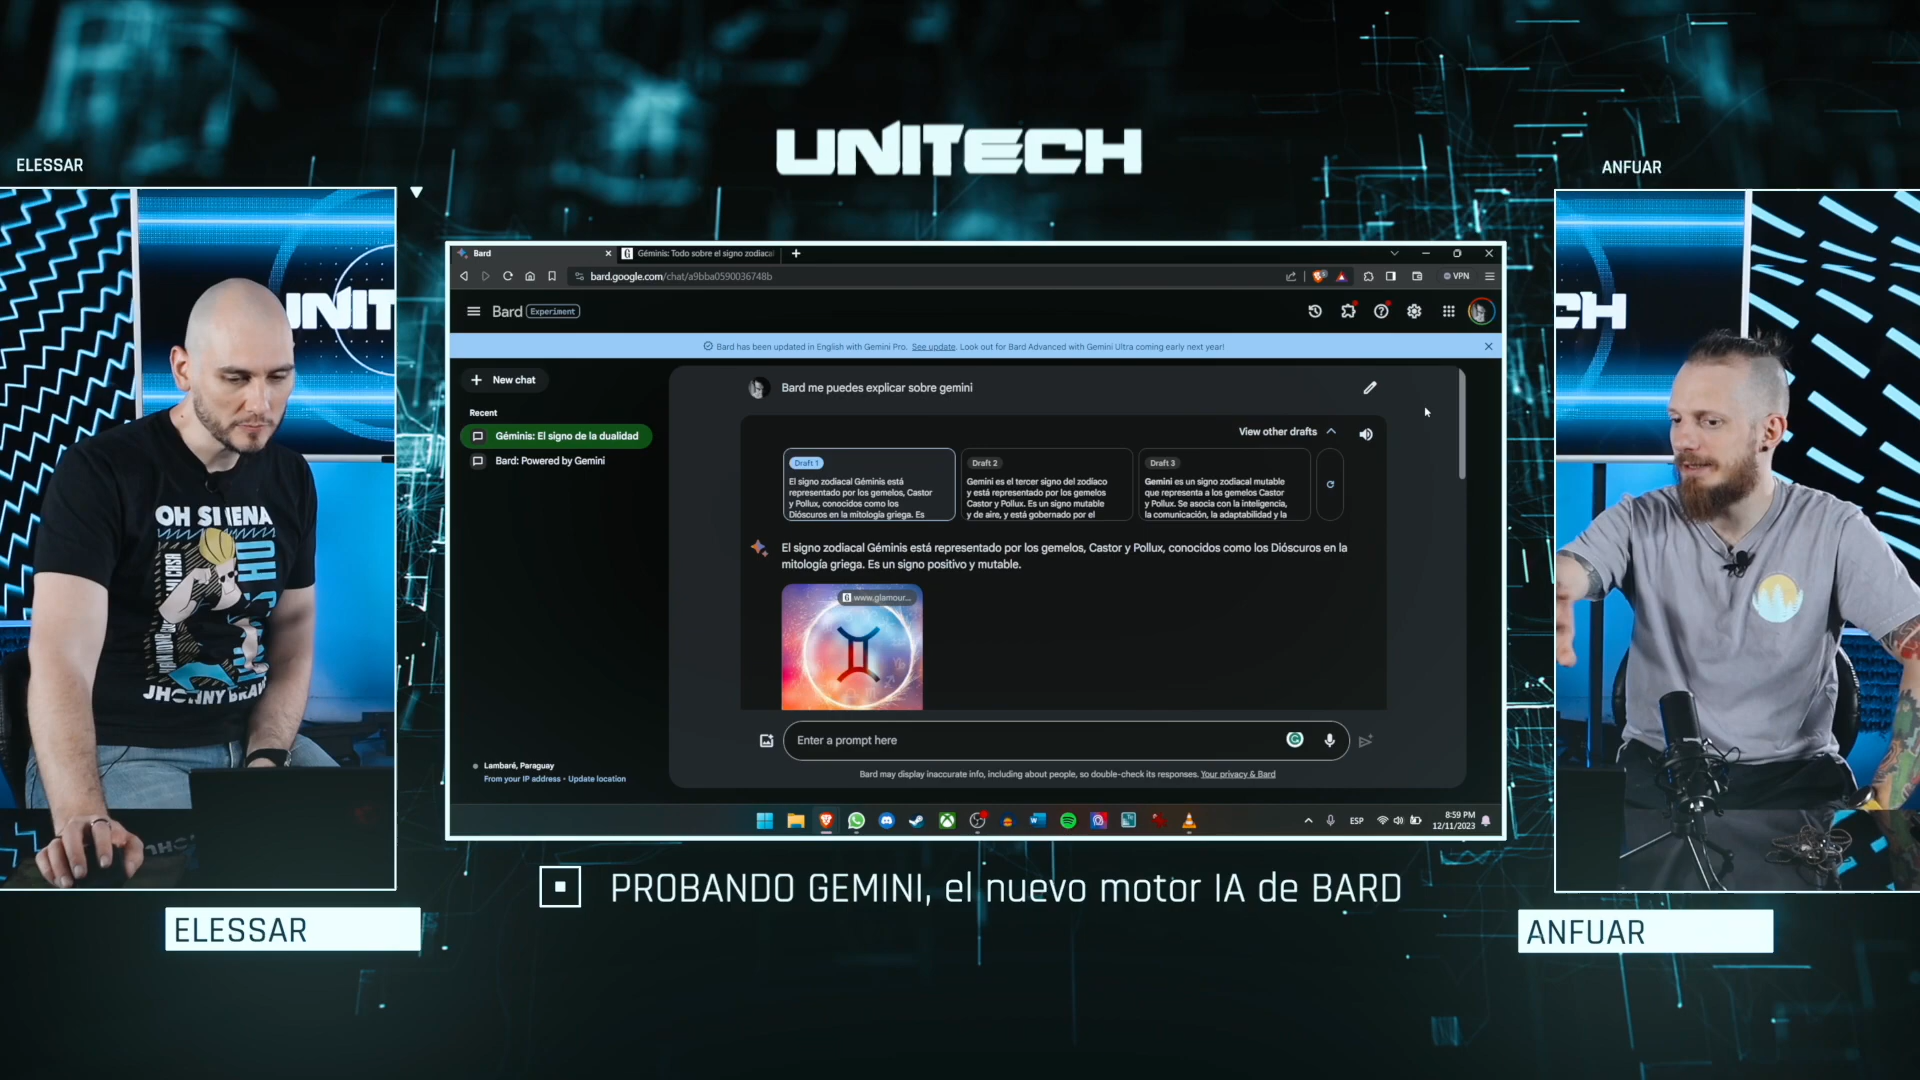 UNITECH
ELESSAR
ANFUAR
UNIT
CH
OH SI NENA
JHONNY BRAV
Bard
Géminis: Todo sobre el signo zodiacal
bard.google.com/chat/a9bba0590036748b
VPN
Bard Experiment
Bard has been updated in English with Gemini Pro. See update. Look out for Bard Advanced with Gemini Ultra coming early next year!
New chat
Recent
Géminis: El signo de la dualidad
Bard: Powered by Gemini
Bard me puedes explicar sobre gemini
View other drafts
Draft 1
El signo zodiacal Géminis está
representado por los gemelos, Castor
y Pollux, conocidos como los
Dióscuros en la mitología griega. Es
Draft 2
Gemini es el tercer signo del zodiaco
y está representado por los gemelos
Castor y Pollux. Es un signo mutable
y de aire, y está gobernado por el
Draft 3
Gemini es un signo zodiacal mutable
que representa a los gemelos Castor
y Pollux. Se asocia con la inteligencia,
la comunicación, la adaptabilidad y la
El signo zodiacal Géminis está representado por los gemelos, Castor y Pollux, conocidos como los Dióscuros en la
mitología griega. Es un signo positivo y mutable.
www.glamour...
Enter a prompt here
Bard may display inaccurate info, including about people, so double-check its responses. Your privacy & Bard
Lambaré, Paraguay
From your IP address • Update location
ESP
8:59 PM
12/11/2023
PROBANDO GEMINI, el nuevo motor IA de BARD
ELESSAR
ANFUAR